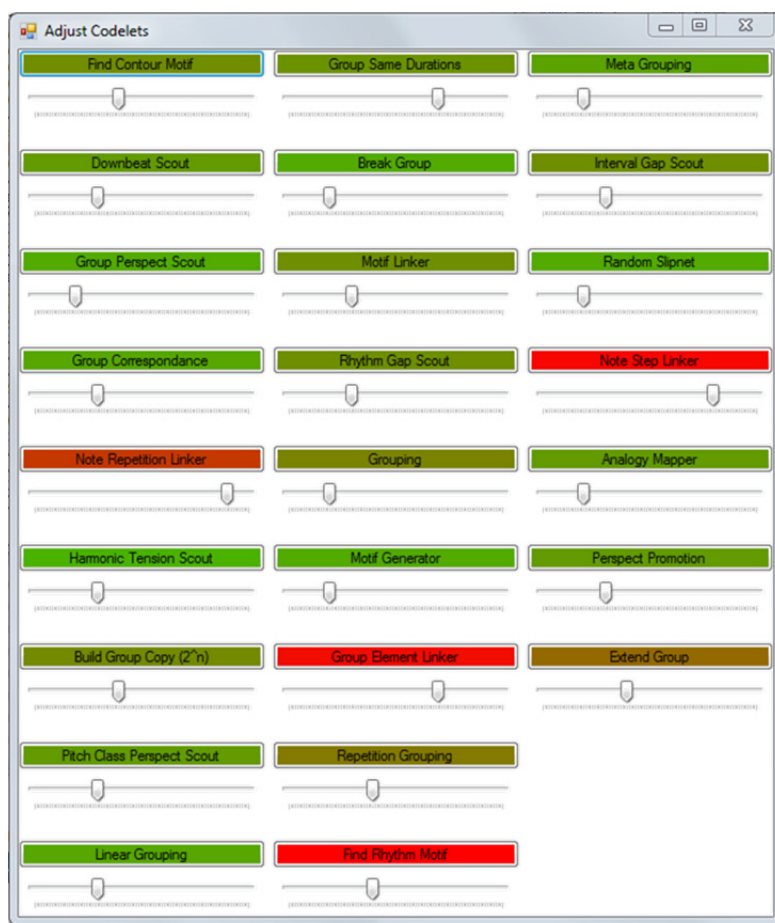 Adjust Codelets
Find Contour Motif
Group Same Durations
Meta Grouping
Downbeat Scout
Break Group
Interval Gap Scout
Group Perspect Scout
Motif Linker
Random Slipnet
Group Correspondance
Rhythm Gap Scout
Note Step Linker
Note Repetition Linker
Grouping
Analogy Mapper
Harmonic Tension Scout
Motif Generator
Perspect Promotion
Build Group Copy (2^n)
Group Element Linker
Extend Group
Pitch Class Perspect Scout
Repetition Grouping
Linear Grouping
Find Rhythm Motif